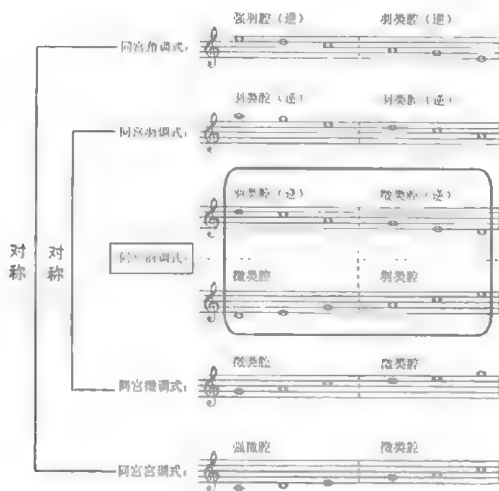 强羽腔（逆） 羽类腔（逆）
同宫角调式：
羽类腔（逆） 羽类腔（逆）
同宫羽调式：
羽类腔（逆） 徵类腔（逆）
对称 对称
徵类腔 羽类腔
徵类腔 徵类腔
同宫徵调式：
强徵腔 徵类腔
同宫宫调式：